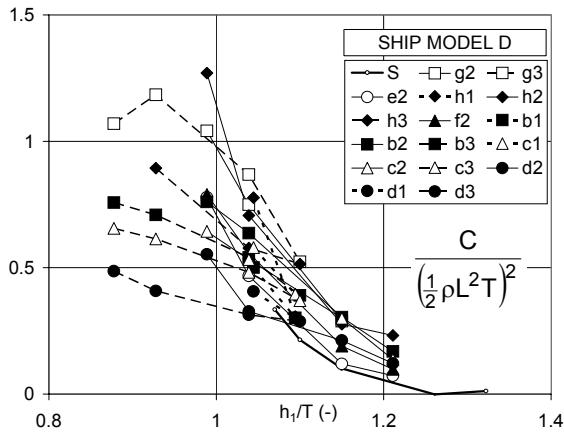 1.5
1
0.5
0
0.8
1
1.2
1.4
h₁/T (-)
SHIP MODEL D
S g2 g3
e2 h1 h2
h3 f2 b1
b2 b3 c1
c2 c3 d2
d1 d3
C
(½ρL²T)²